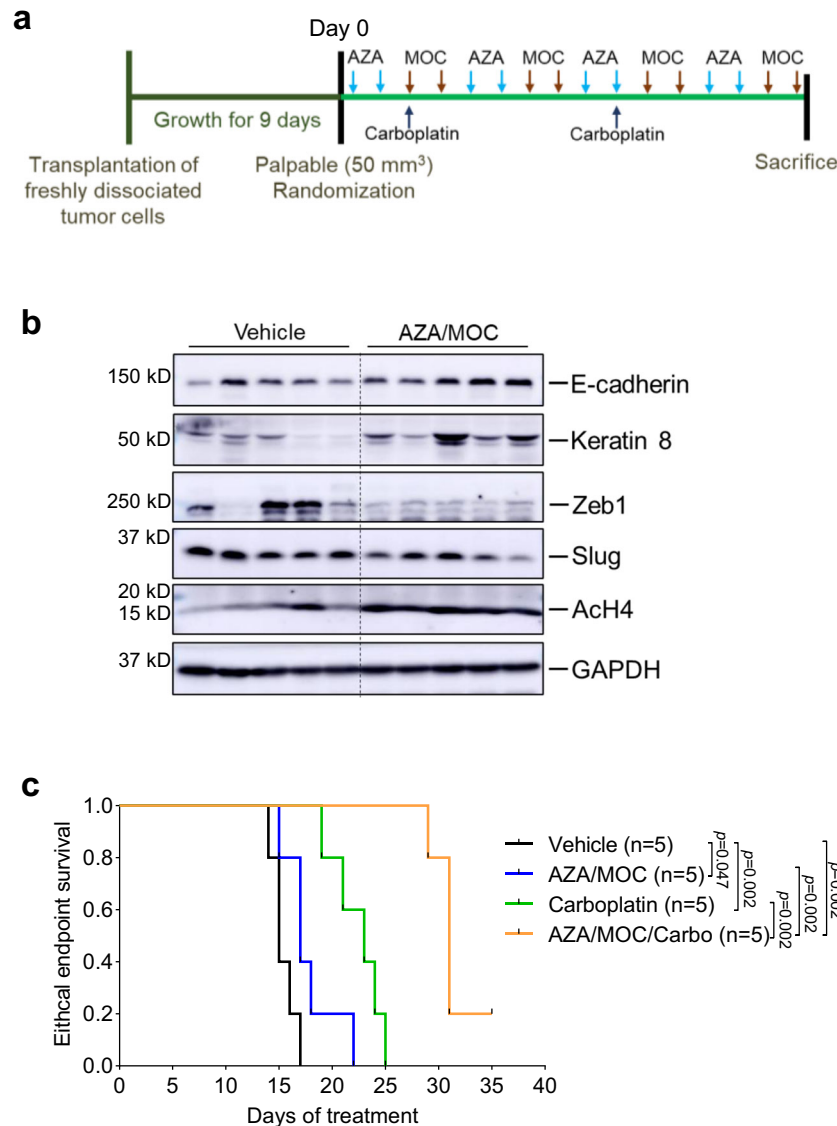 a
Day 0
AZA MOC AZA MOC AZA MOC AZA MOC
Growth for 9 days
Carboplatin
Carboplatin
Transplantation of
freshly dissociated
tumor cells
Palpable (50 mm³)
Randomization
Sacrifice
b
Vehicle
AZA/MOC
150 kD
E-cadherin
50 kD
Keratin 8
250 kD
Zeb1
37 kD
Slug
20 kD
15 kD
AcH4
37 kD
GAPDH
c
Eithcal endpoint survival
1.0
0.8
0.6
0.4
0.2
0.0
0 5 10 15 20 25 30 35 40
Days of treatment
Vehicle (n=5)
AZA/MOC (n=5)
Carboplatin (n=5)
AZA/MOC/Carbo (n=5)
p=0.047
p=0.002
p=0.002
p=0.002
p=0.002